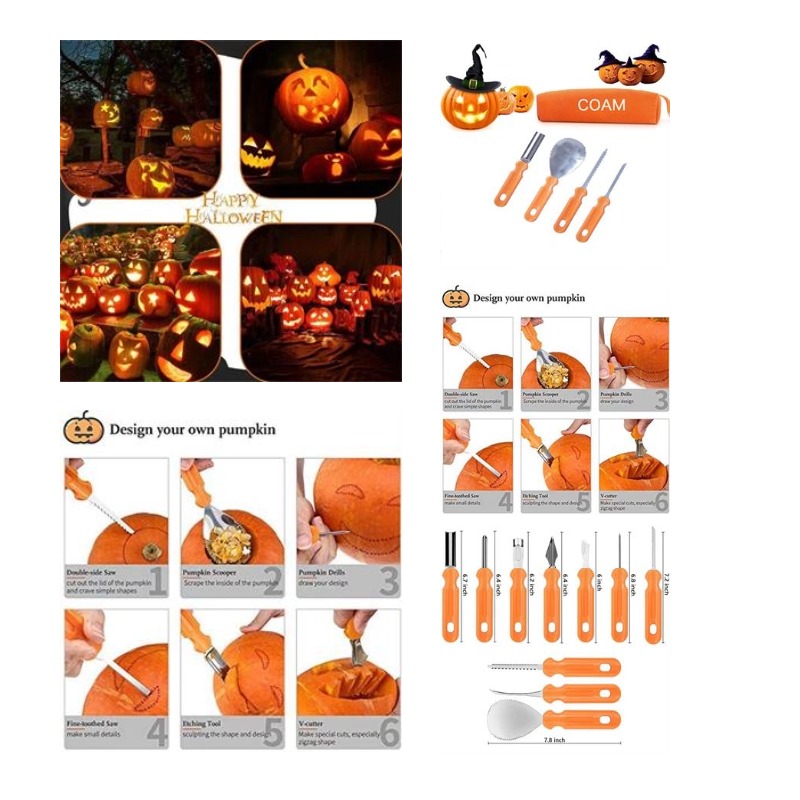 HAPPY
HALLOWEEN
COAM
Design your own pumpkin
Double-side Saw
cut out the lid of the pumpkin
and crave simple shapes
1
Pumpkin Scooper
Scrape the inside of the pumpkin
2
Pumpkin Drills
draw your design
3
Fine-toothed Saw
make small details
4
Etching Tool
sculpting the shape and design
5
V-cutter
Make special cuts, especially
zigzag shape
6
6.7 inch
6.4 inch
6.2 inch
6.4 inch
6 inch
6.8 inch
7.2 inch
7.8 inch
Design your own pumpkin
Double-side Saw
cut out the lid of the pumpkin
and crave simple shapes
1
Pumpkin Scooper
Scrape the inside of the pumpkin
2
Pumpkin Drills
draw your design
3
Fine-toothed Saw
make small details
4
Etching Tool
sculpting the shape and design
5
V-cutter
Make special cuts, especially
zigzag shape
6